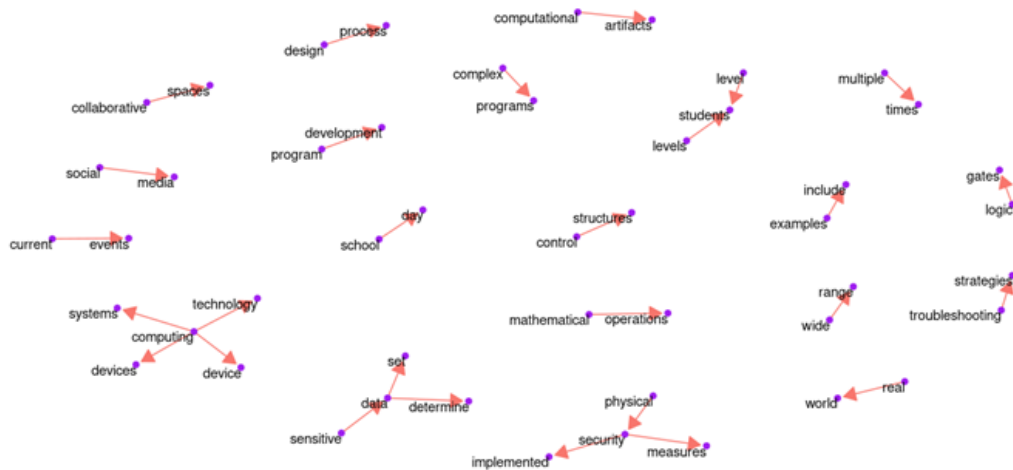 computational
artifacts
process
design
complex
programs
level
students
levels
multiple
times
spaces
collaborative
development
program
social
media
gates
logic
include
examples
day
school
structures
control
current
events
technology
systems
computing
devices
device
strategies
troubleshooting
range
wide
mathematical
operations
sel
data
determine
sensitive
real
world
physical
security
measures
implemented